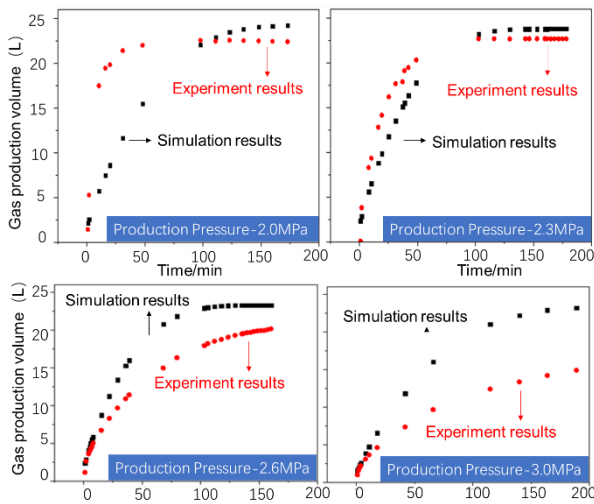 Gas production volume (L)
25
20
15
10
5
0
Experiment results
Simulation results
Production Pressure-2.0MPa
0
50
100
150
200
Time/min
Experiment results
Simulation results
Production Pressure-2.3MPa
0
50
100
150
200
Time/min
Gas production volume (L)
25
20
15
10
5
0
Simulation results
Experiment results
Production Pressure-2.6MPa
0
50
100
150
200
Simulation results
Experiment results
Production Pressure-3.0MPa
0
50
100
150
200